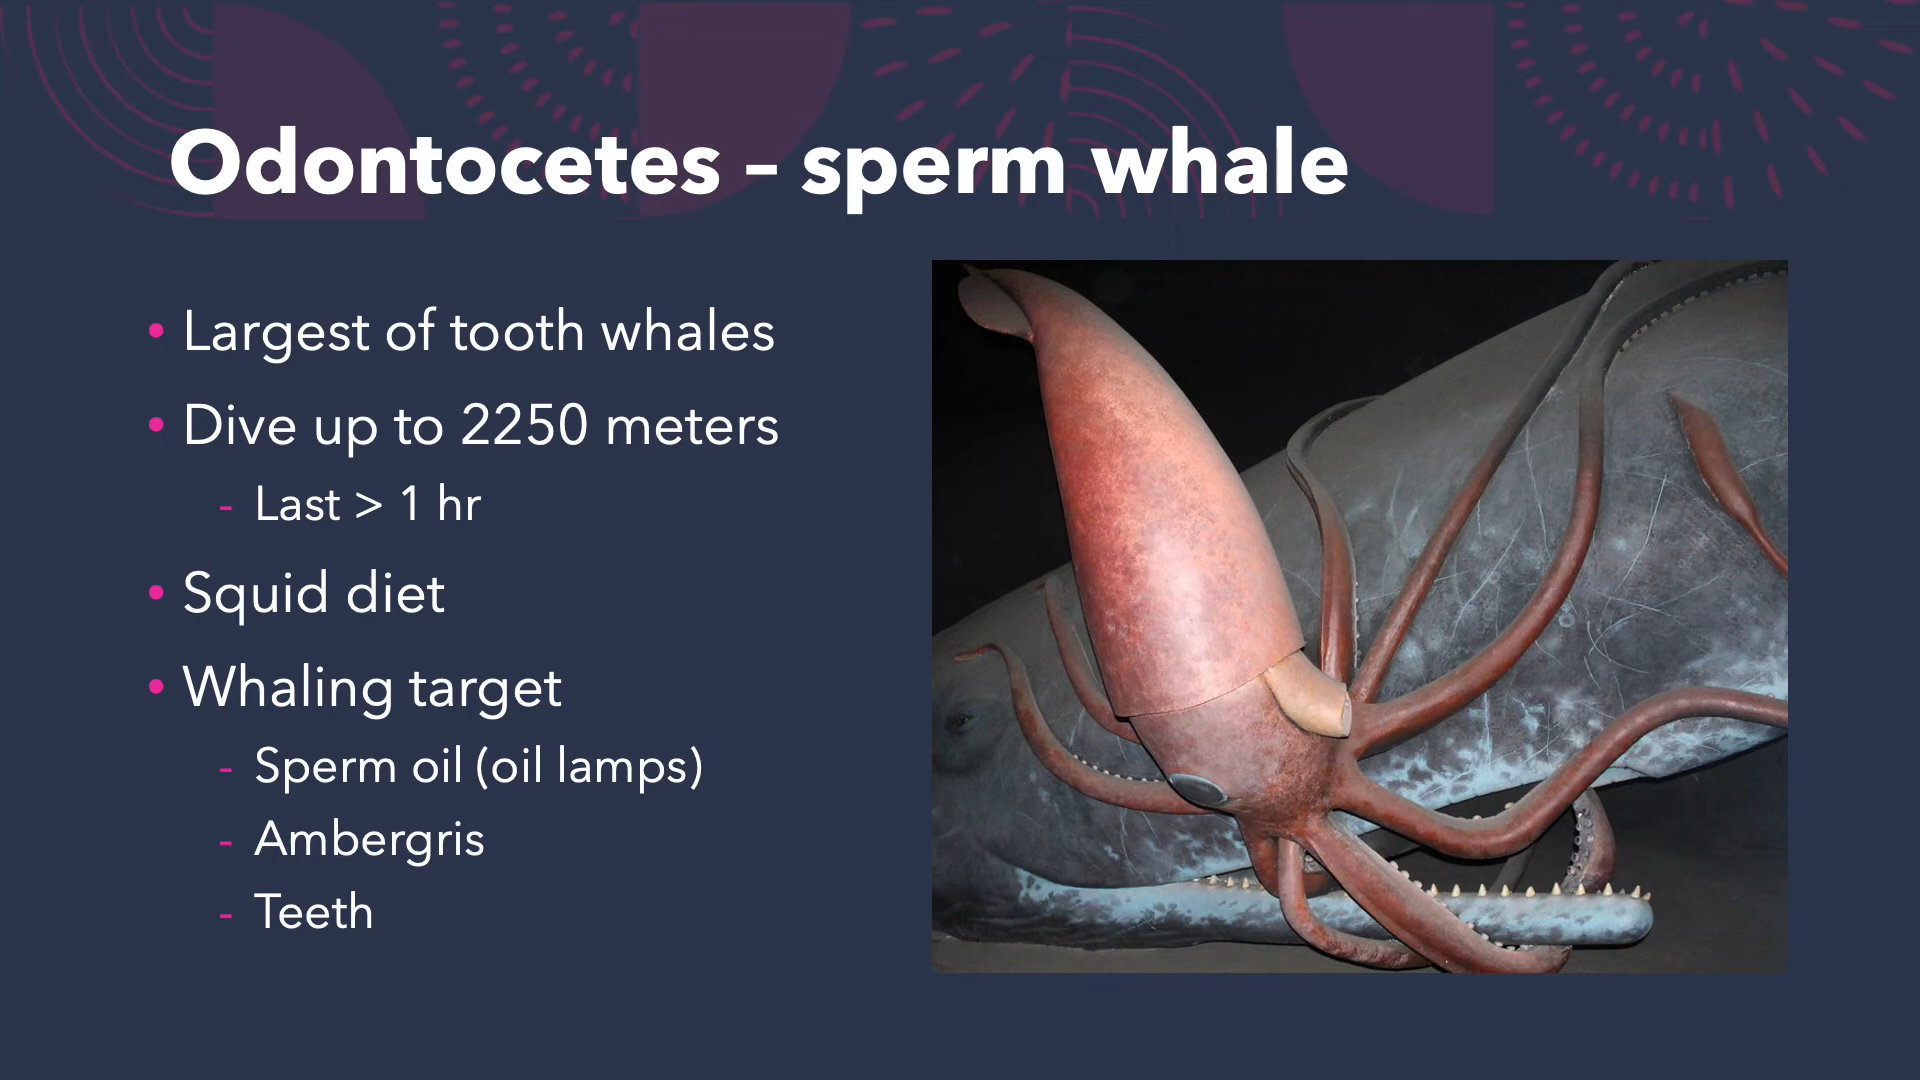 Odontocetes – sperm whale
• Largest of tooth whales
• Dive up to 2250 meters
- Last > 1 hr
• Squid diet
• Whaling target
- Sperm oil (oil lamps)
- Ambergris
- Teeth